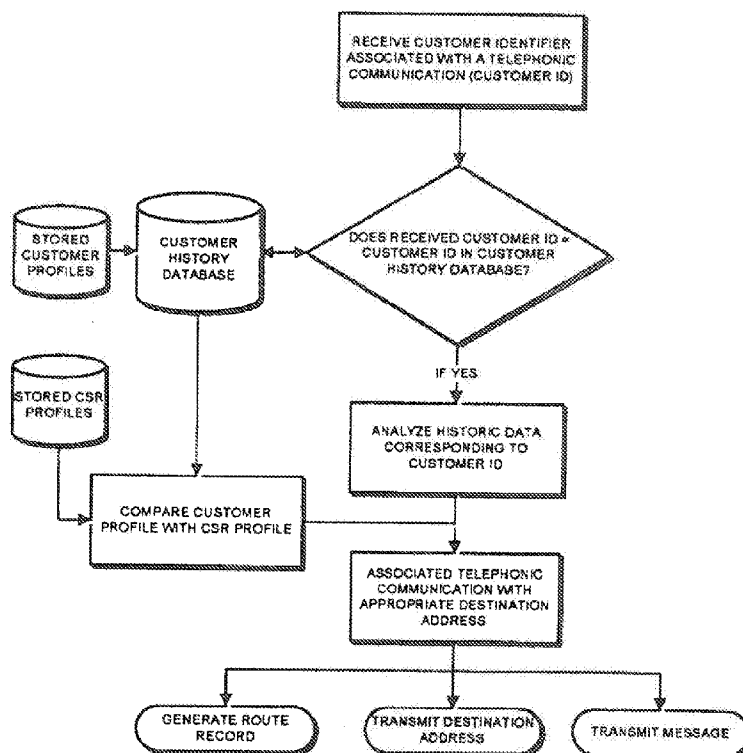 RECEIVE CUSTOMER IDENTIFIER
ASSOCIATED WITH A TELEPHONIC
COMMUNICATION (CUSTOMER ID)
DOES RECEIVED CUSTOMER ID =
CUSTOMER ID IN CUSTOMER
HISTORY DATABASE?
STORED
CUSTOMER
PROFILES
CUSTOMER
HISTORY
DATABASE
IF YES
STORED CSR
PROFILES
ANALYZE HISTORIC DATA
CORRESPONDING TO
CUSTOMER ID
COMPARE CUSTOMER
PROFILE WITH CSR PROFILE
ASSOCIATED TELEPHONIC
COMMUNICATION WITH
APPROPRIATE DESTINATION
ADDRESS
GENERATE ROUTE
RECORD
TRANSMIT DESTINATION
ADDRESS
TRANSMIT MESSAGE